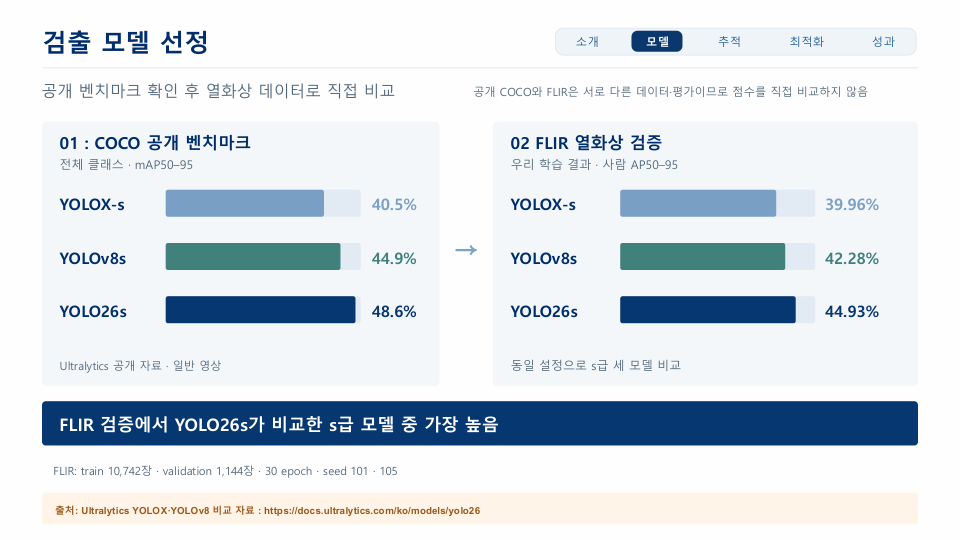 검출 모델 선정
소개 모델 추적 최적화 성과
공개 벤치마크 확인 후 열화상 데이터로 직접 비교
공개 COCO와 FLIR은 서로 다른 데이터·평가이므로 점수를 직접 비교하지 않음
01 : COCO 공개 벤치마크
전체 클래스 · mAP50–95
YOLOX-s 40.5%
YOLOv8s 44.9%
YOLO26s 48.6%
Ultralytics 공개 자료 · 일반 영상
→
02 FLIR 열화상 검증
우리 학습 결과 · 사람 AP50–95
YOLOX-s 39.96%
YOLOv8s 42.28%
YOLO26s 44.93%
동일 설정으로 s급 세 모델 비교
FLIR 검증에서 YOLO26s가 비교한 s급 모델 중 가장 높음
FLIR: train 10,742장 · validation 1,144장 · 30 epoch · seed 101 · 105
출처: Ultralytics YOLOX·YOLOv8 비교 자료 : https://docs.ultralytics.com/ko/models/yolo26